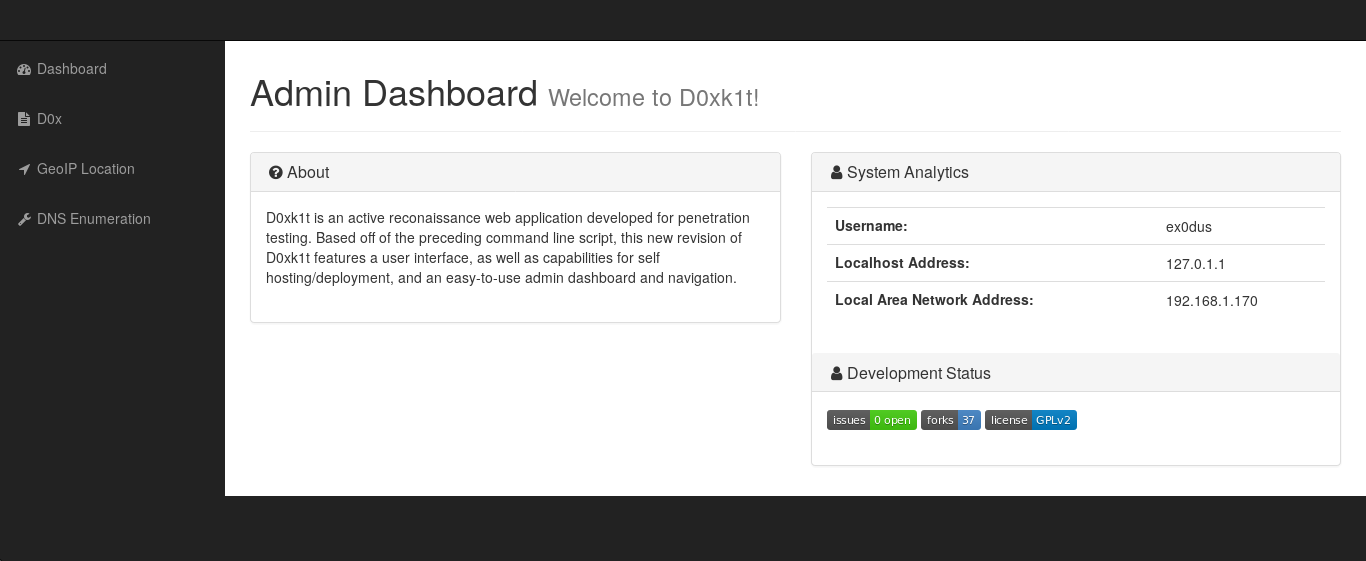 Dashboard
D0x
GeoIP Location
DNS Enumeration
Admin Dashboard Welcome to D0xk1t!
About
D0xk1t is an active reconaissance web application developed for penetration
testing. Based off of the preceding command line script, this new revision of
D0xk1t features a user interface, as well as capabilities for self
hosting/deployment, and an easy-to-use admin dashboard and navigation.
System Analytics
Username: ex0dus
Localhost Address: 127.0.1.1
Local Area Network Address: 192.168.1.170
Development Status
issues 0 open forks 37 license GPLv2